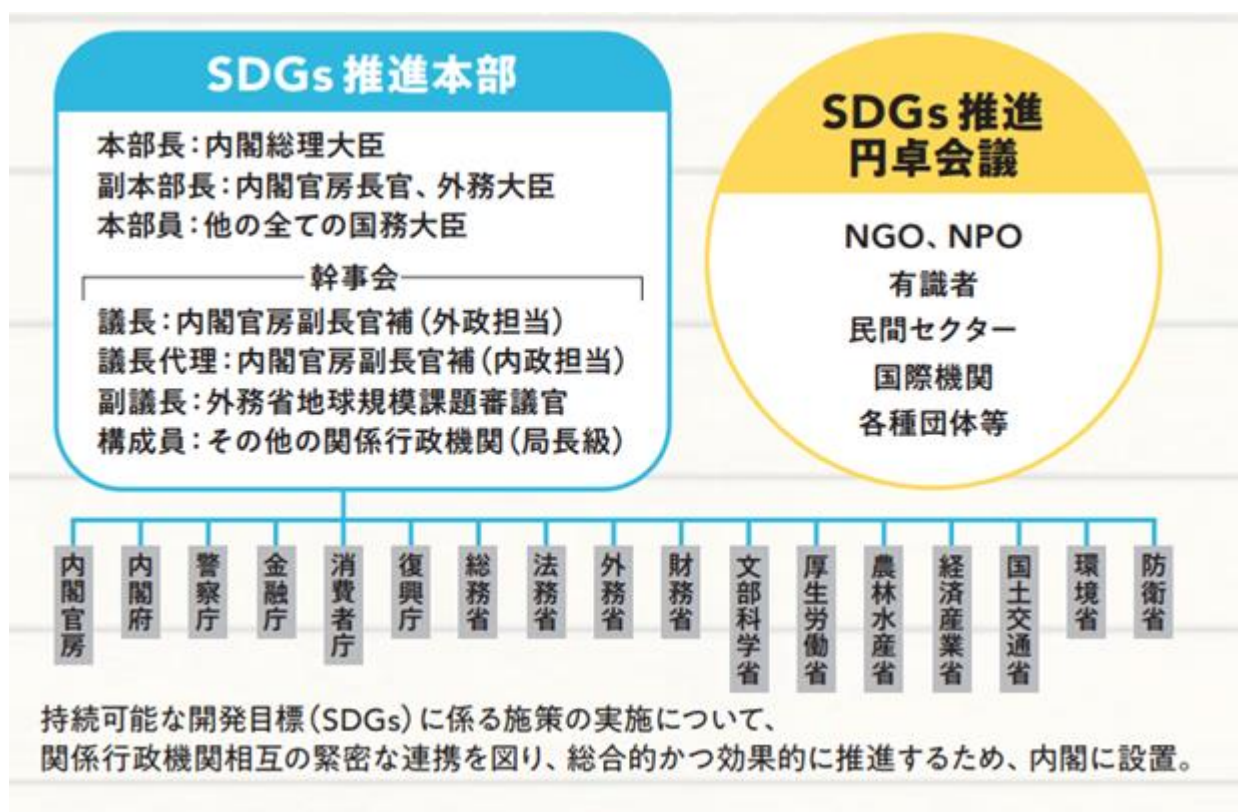 SDGs推進本部
本部長：内閣総理大臣
副本部長：内閣官房長官、外務大臣
本部員：他の全ての国務大臣
幹事会
議長：内閣官房副長官補（外政担当）
議長代理：内閣官房副長官補（内政担当）
副議長：外務省地球規模課題審議官
構成員：その他の関係行政機関（局長級）
SDGs推進
円卓会議
NGO、NPO
有識者
民間セクター
国際機関
各種団体等
内閣官房
内閣府
警察庁
金融庁
消費者庁
復興庁
総務省
法務省
外務省
財務省
文部科学省
厚生労働省
農林水産省
経済産業省
国土交通省
環境省
防衛省
持続可能な開発目標（SDGs）に係る施策の実施について、
関係行政機関相互の緊密な連携を図り、総合的かつ効果的に推進するため、内閣に設置。